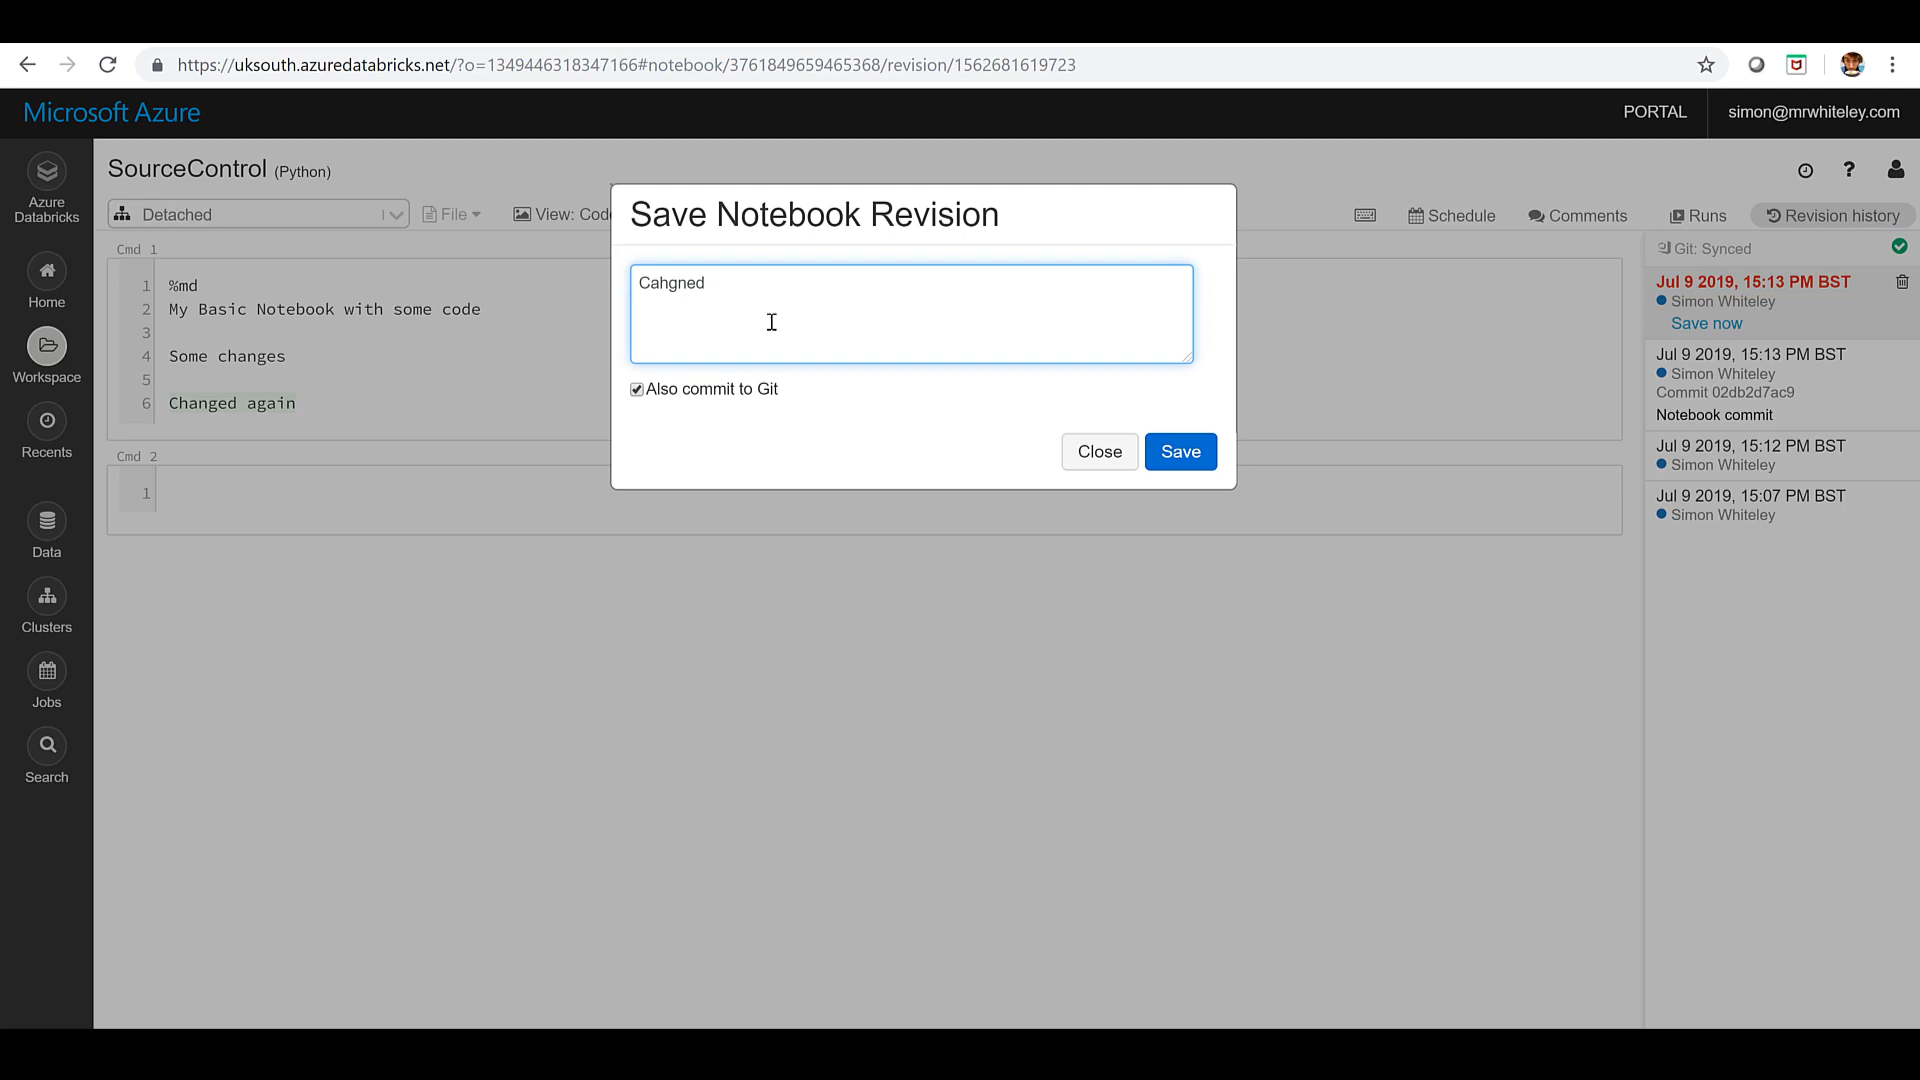 https://uksouth.azuredatabricks.net/?o=1349446318347166#notebook/3761849659465368/revision/1562681619723
Microsoft Azure
PORTAL
simon@mrwhiteley.com
Azure
Databricks
Home
Workspace
Recents
Data
Clusters
Jobs
Search
SourceControl (Python)
Detached
File
View: Cod
Schedule
Comments
Runs
Revision history
Cmd 1
1 %md
2 My Basic Notebook with some code
3
4 Some changes
5
6 Changed again
Cmd 2
1
Save Notebook Revision
Cahgned
Also commit to Git
Close
Save
Git: Synced
Jul 9 2019, 15:13 PM BST
Simon Whiteley
Save now
Jul 9 2019, 15:13 PM BST
Simon Whiteley
Commit 02db2d7ac9
Notebook commit
Jul 9 2019, 15:12 PM BST
Simon Whiteley
Jul 9 2019, 15:07 PM BST
Simon Whiteley